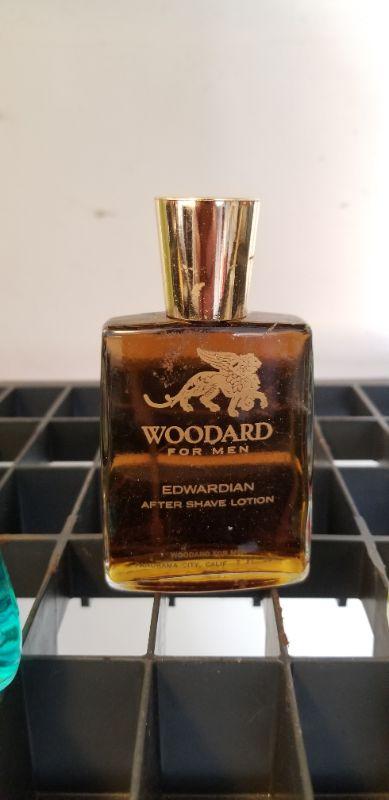 WOODARD
FOR MEN
EDWARDIAN
AFTER SHAVE LOTION
WOODARD FOR MEN
PANORAMA CITY, CALIF